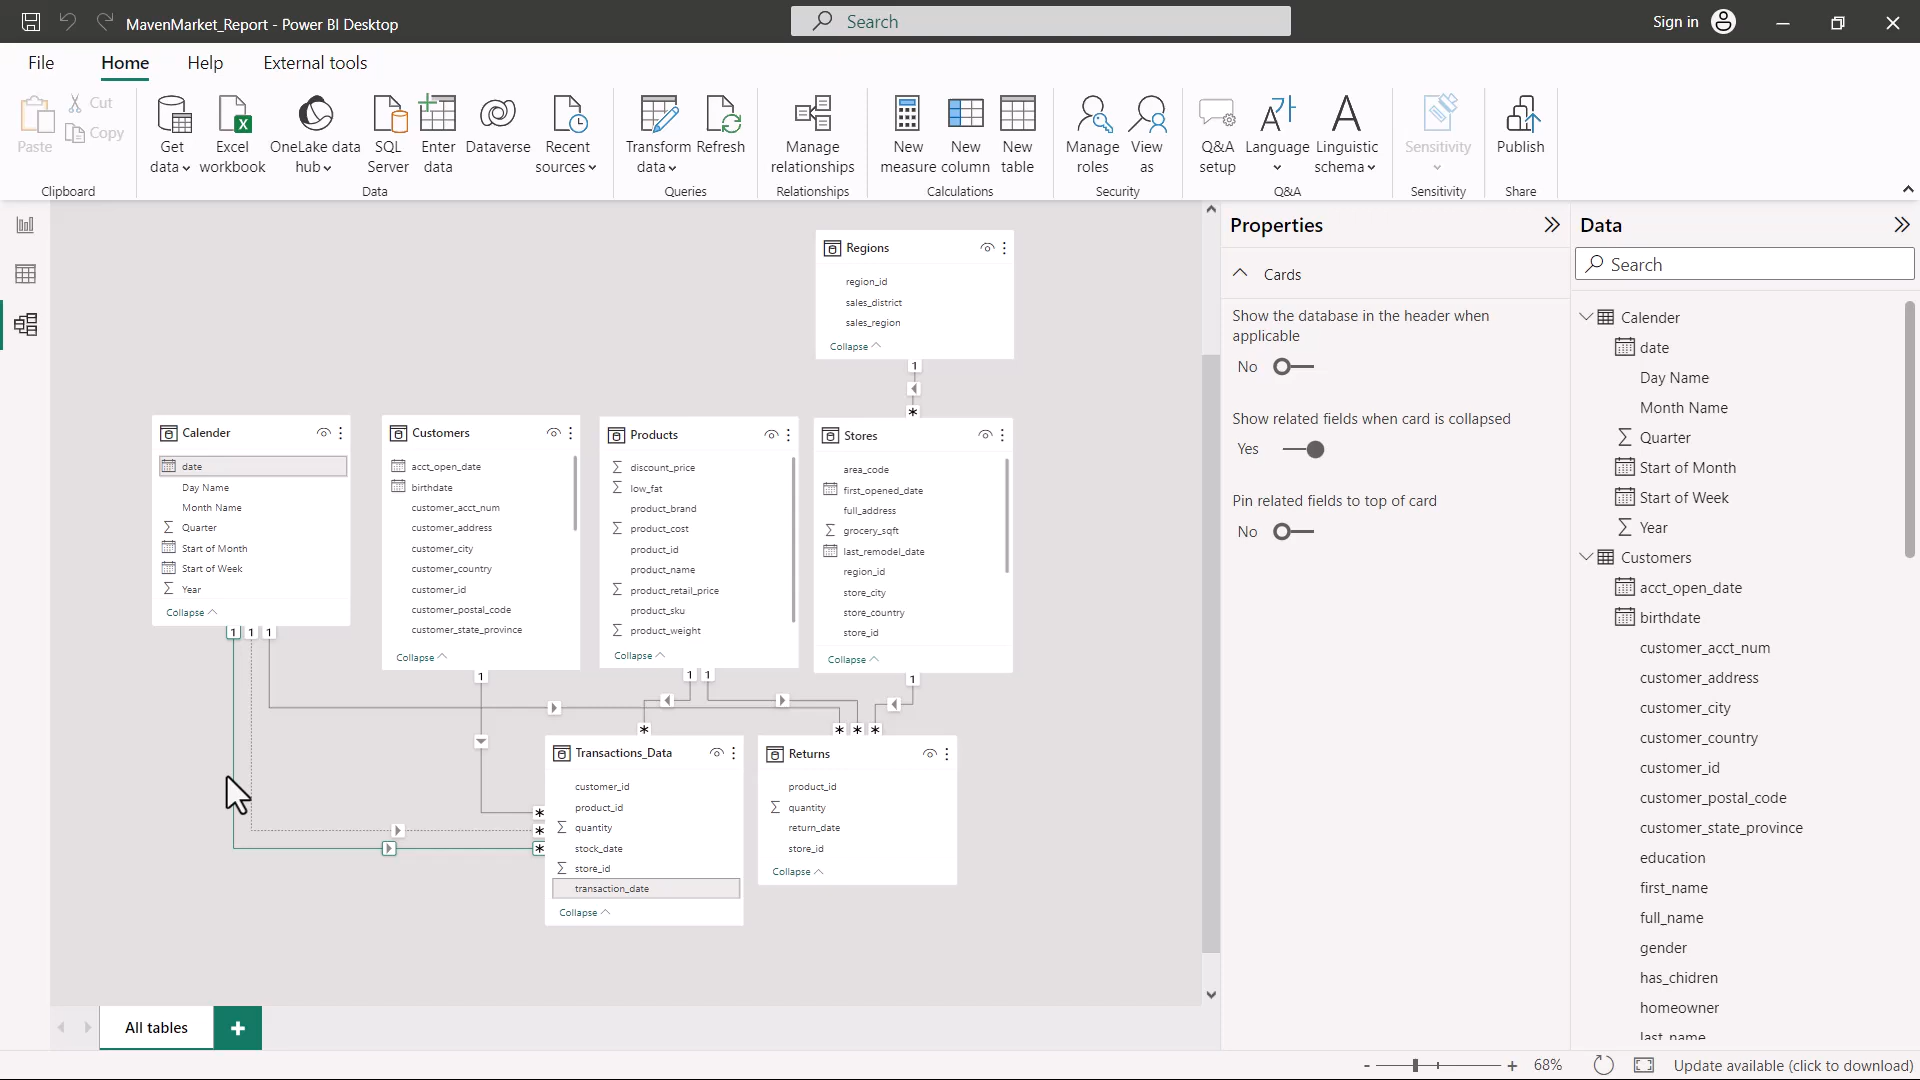 MavenMarket_Report - Power BI Desktop
Search
Sign in
File
Home
Help
External tools
Paste
Cut
Copy
Clipboard
Get data
Excel workbook
OneLake data hub
SQL Server
Enter data
Dataverse
Recent sources
Data
Transform data
Refresh
Queries
Manage relationships
Relationships
New measure
New column
New table
Calculations
Manage roles
View as
Security
Q&A setup
Language
Linguistic schema
Q&A
Sensitivity
Sensitivity
Publish
Share
Regions
region_id
sales_district
sales_region
Collapse
1
*
Calender
date
Day Name
Month Name
Quarter
Start of Month
Start of Week
Year
Collapse
1 1 1
Customers
acct_open_date
birthdate
customer_acct_num
customer_address
customer_city
customer_country
customer_id
customer_postal_code
customer_state_province
Collapse
1
Products
discount_price
low_fat
product_brand
product_cost
product_id
product_name
product_retail_price
product_sku
product_weight
Collapse
1 1
Stores
area_code
first_opened_date
full_address
grocery_sqft
last_remodel_date
region_id
store_city
store_country
store_id
Collapse
1
*
* * *
*
*
*
Transactions_Data
customer_id
product_id
quantity
stock_date
store_id
transaction_date
Collapse
Returns
product_id
quantity
return_date
store_id
Collapse
Properties
Cards
Show the database in the header when
applicable
No
Show related fields when card is collapsed
Yes
Pin related fields to top of card
No
Data
Search
Calender
date
Day Name
Month Name
Quarter
Start of Month
Start of Week
Year
Customers
acct_open_date
birthdate
customer_acct_num
customer_address
customer_city
customer_country
customer_id
customer_postal_code
customer_state_province
education
first_name
full_name
gender
has_chidren
homeowner
last_name
All tables
+
- + 68%
Update available (click to download)